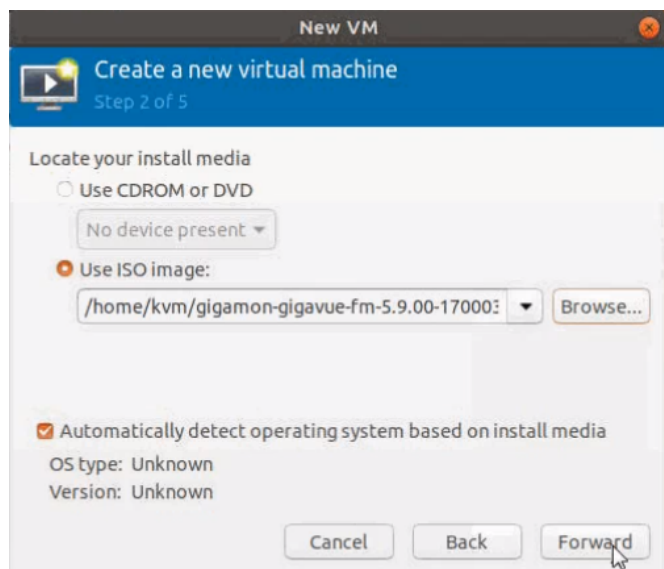 New VM
Create a new virtual machine
Step 2 of 5
Locate your install media
Use CDROM or DVD
No device present
Use ISO image:
/home/kvm/gigamon-gigavue-fm-5.9.00-170003
Browse...
Automatically detect operating system based on install media
OS type: Unknown
Version: Unknown
Cancel Back Forward